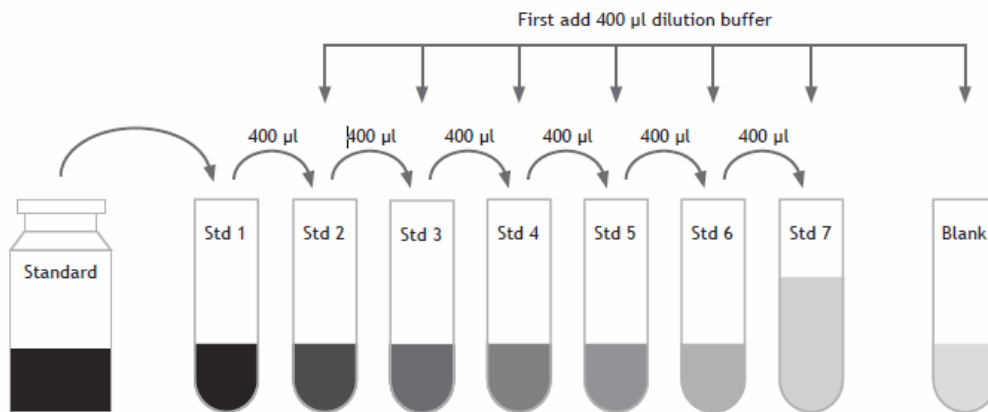 First add 400 µl dilution buffer
400 µl 400 µl 400 µl 400 µl 400 µl 400 µl
Std 1 Std 2 Std 3 Std 4 Std 5 Std 6 Std 7 Blank
Standard